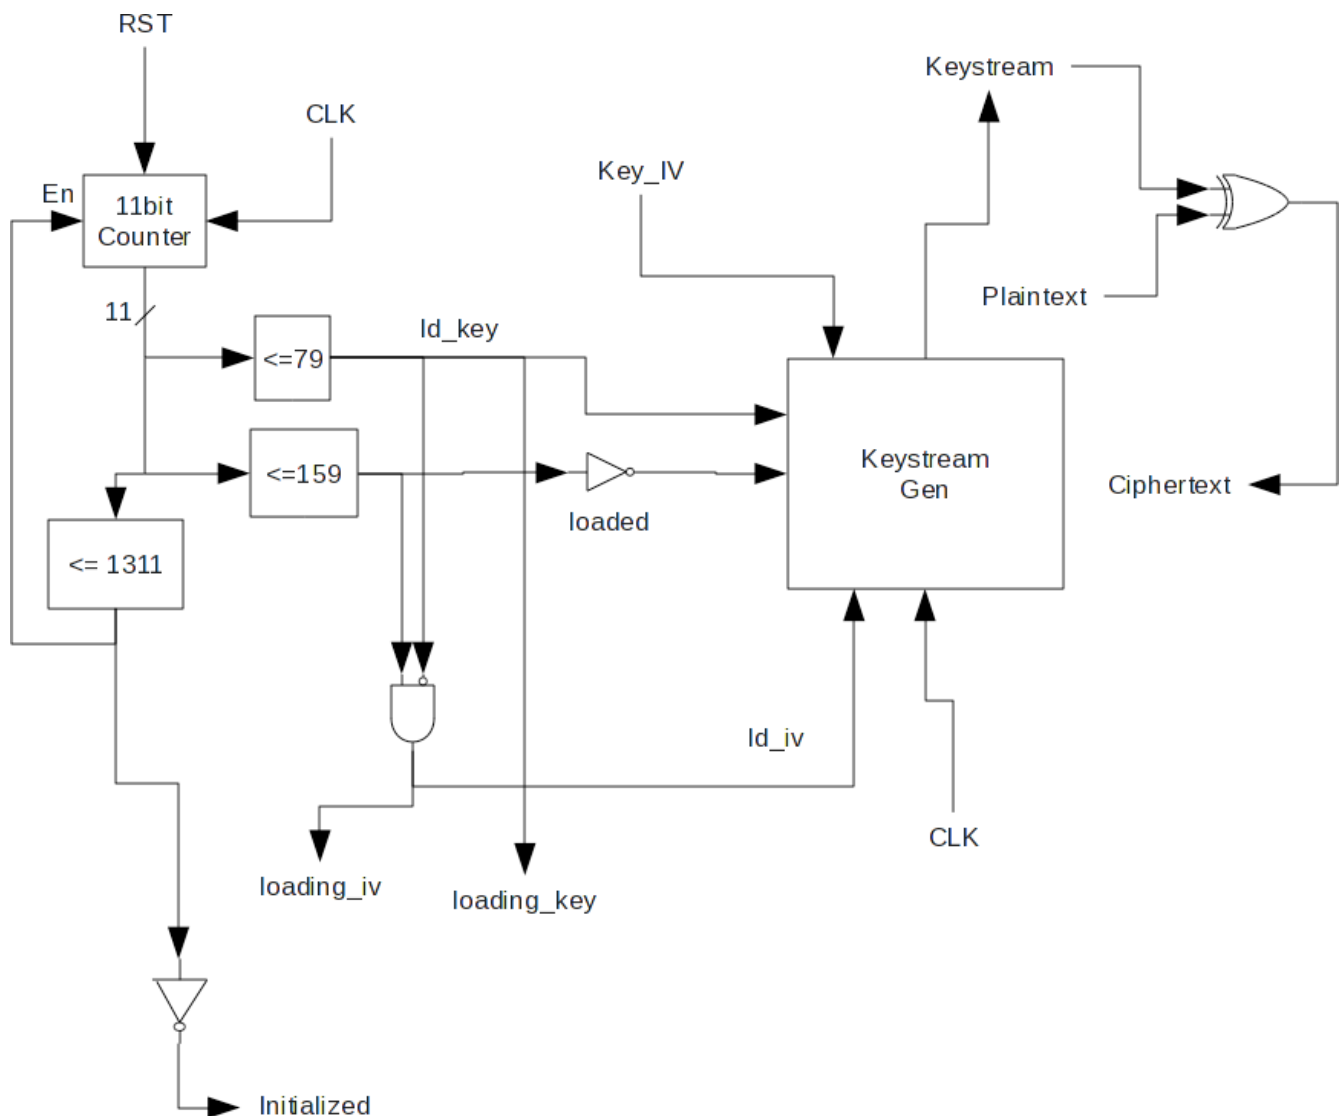 RST
CLK
En
11bit
Counter
11
<=79
ld_key
<=159
loaded
<= 1311
Key_IV
Keystream
Plaintext
Ciphertext
Keystream
Gen
ld_iv
CLK
loading_iv
loading_key
Initialized